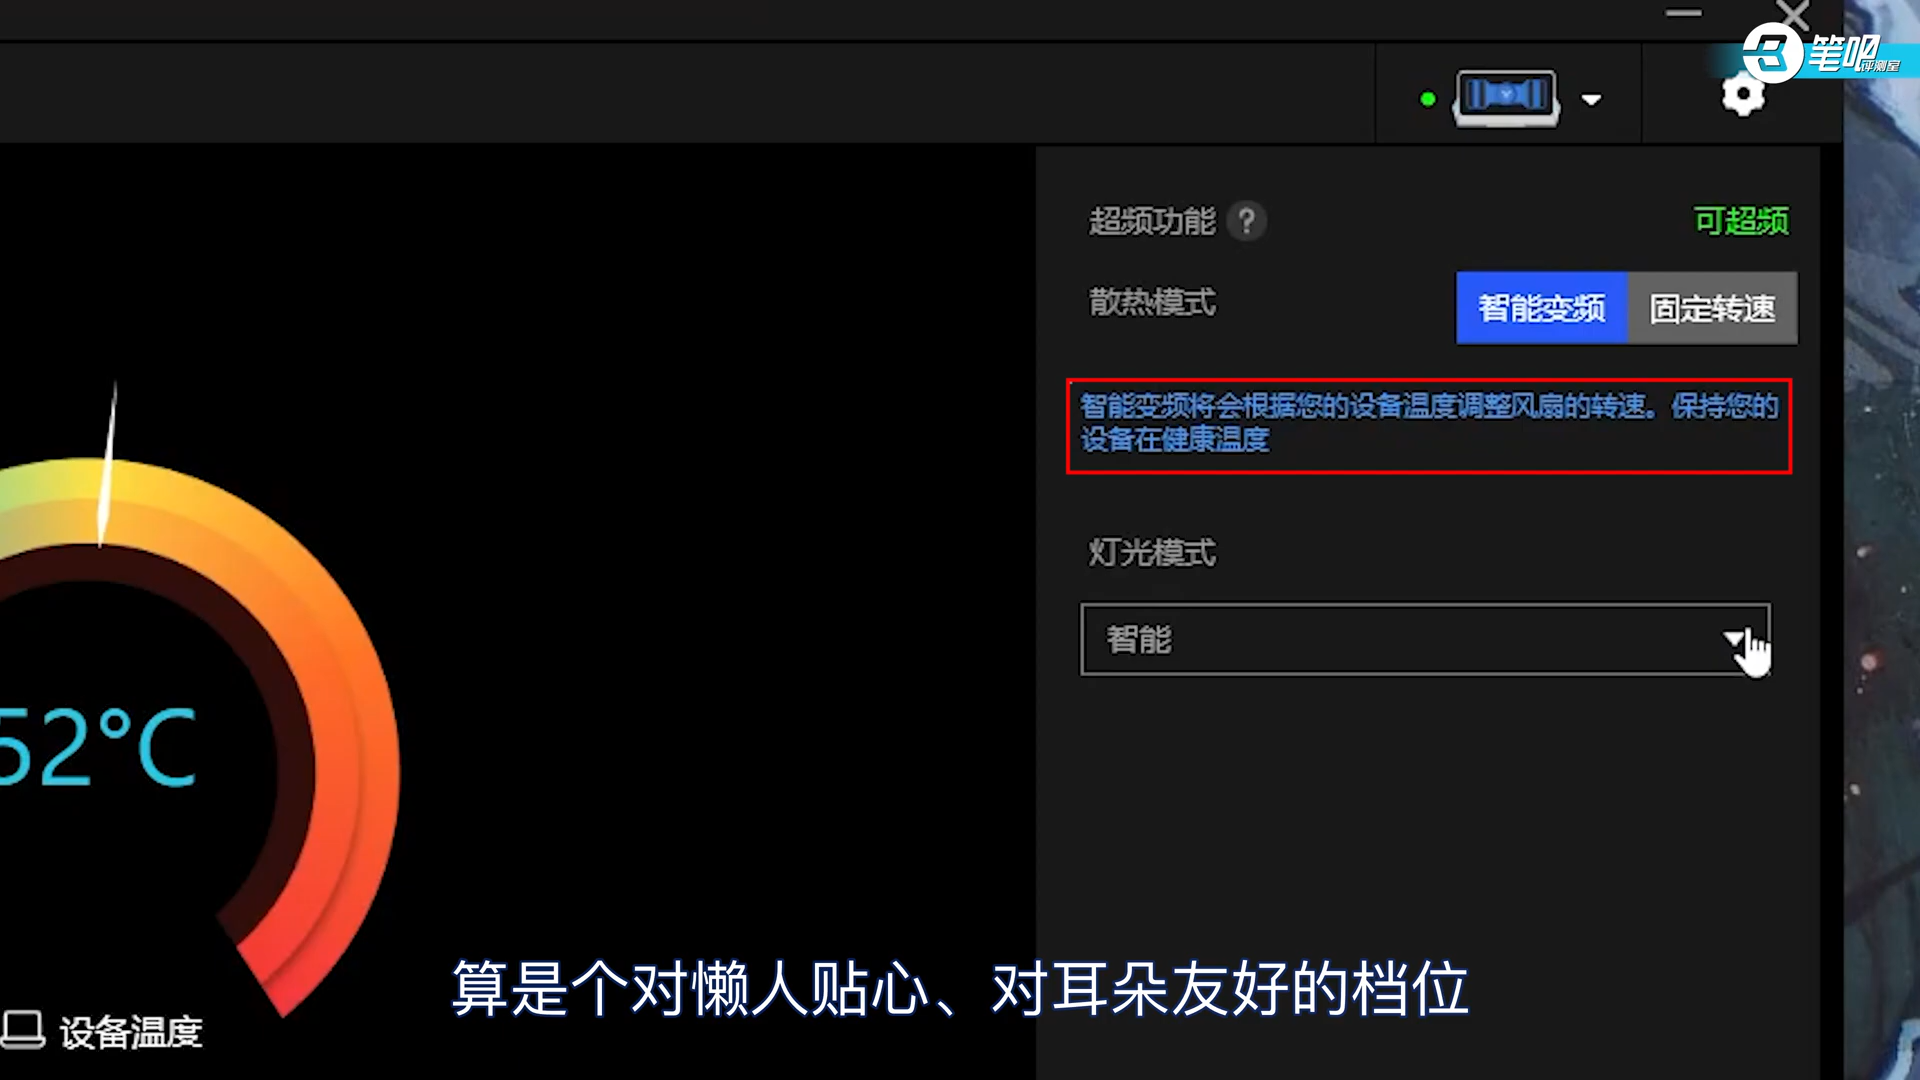 笔吧评测室
超频功能 ? 可超频
散热模式 智能变频 固定转速
智能变频将会根据您的设备温度调整风扇的转速。保持您的
设备在健康温度
灯光模式
智能
52°C
设备温度
算是个对懒人贴心、对耳朵友好的档位